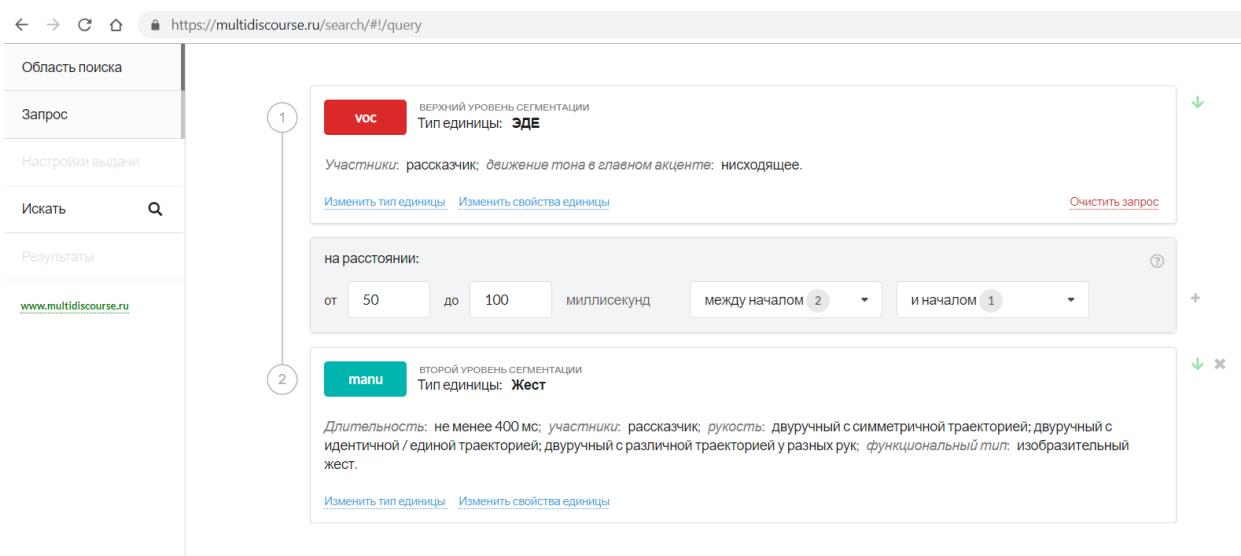 https://multidiscourse.ru/search/#!/query
Область поиска
Запрос
Настройки выдачи
Искать
Результаты
www.multidiscourse.ru
1
voc
ВЕРХНИЙ УРОВЕНЬ СЕГМЕНТАЦИИ
Тип единицы: ЭДЕ
Участники: рассказчик; движение тона в главном акценте: нисходящее.
Изменить тип единицы Изменить свойства единицы Очистить запрос
на расстоянии: ?
от 50 до 100 миллисекунд между началом 2 и началом 1
2
manu
ВТОРОЙ УРОВЕНЬ СЕГМЕНТАЦИИ
Тип единицы: Жест
Длительность: не менее 400 мс; участники: рассказчик; рукость: двуручный с симметричной траекторией; двуручный с
идентичной / единой траекторией; двуручный с различной траекторией у разных рук; функциональный тип: изобразительный
жест.
Изменить тип единицы Изменить свойства единицы